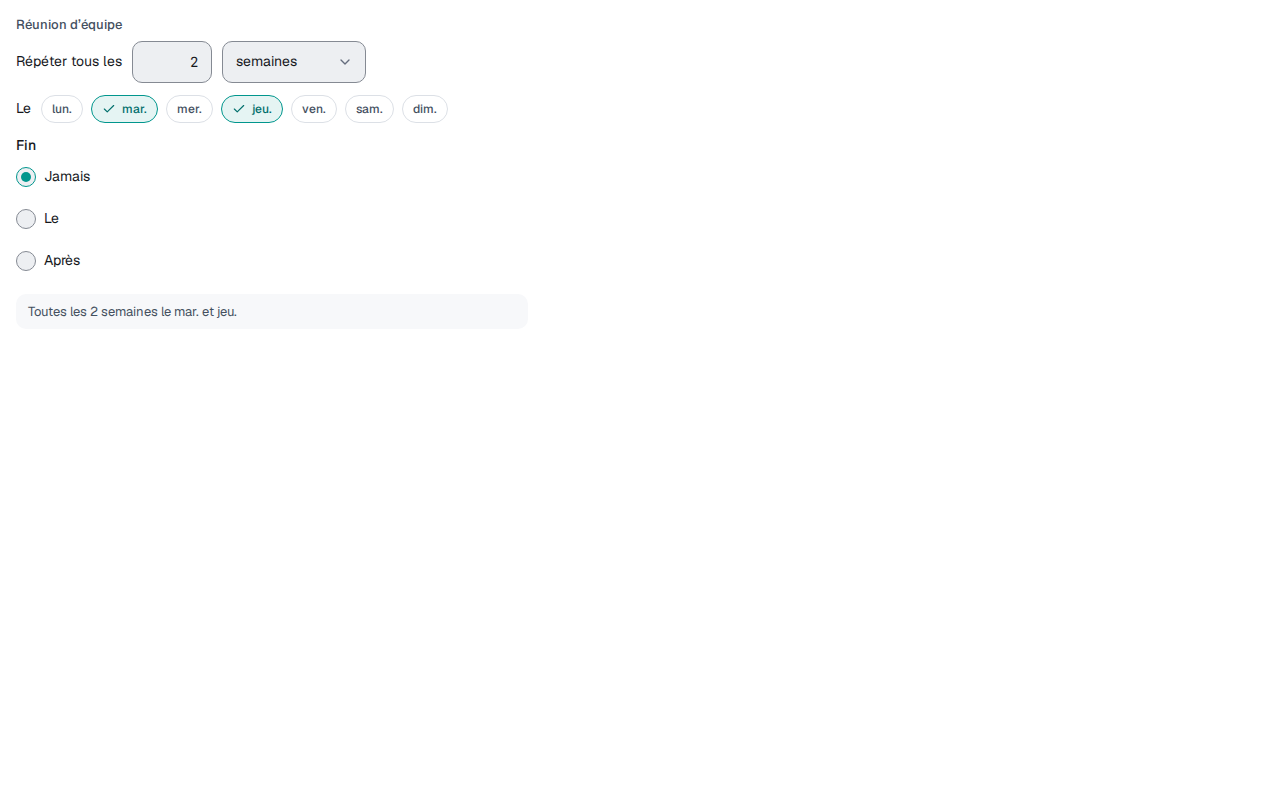 Réunion d'équipe
Répéter tous les 2 semaines
Le lun. mar. mer. jeu. ven. sam. dim.
Fin
Jamais
Le
Après
Toutes les 2 semaines le mar. et jeu.